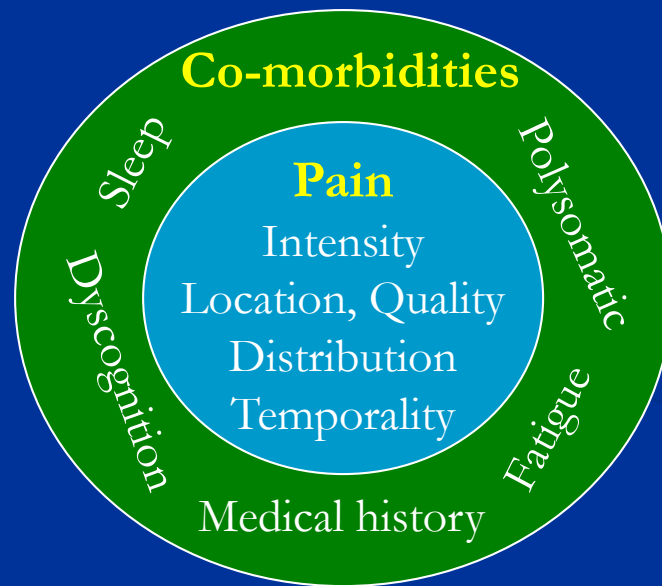 Co-morbidities
Sleep
Polysomatic
Pain
Intensity
Location, Quality
Distribution
Temporality
Dyscognition
Fatigue
Medical history